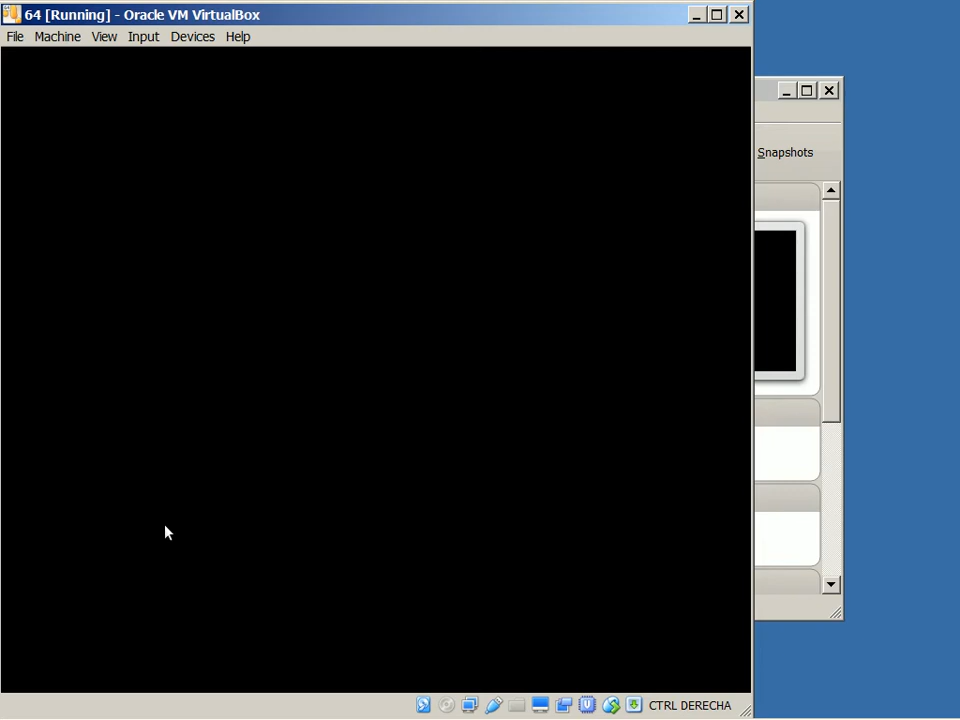 64 [Running] - Oracle VM VirtualBox
File Machine View Input Devices Help
Snapshots
CTRL DERECHA